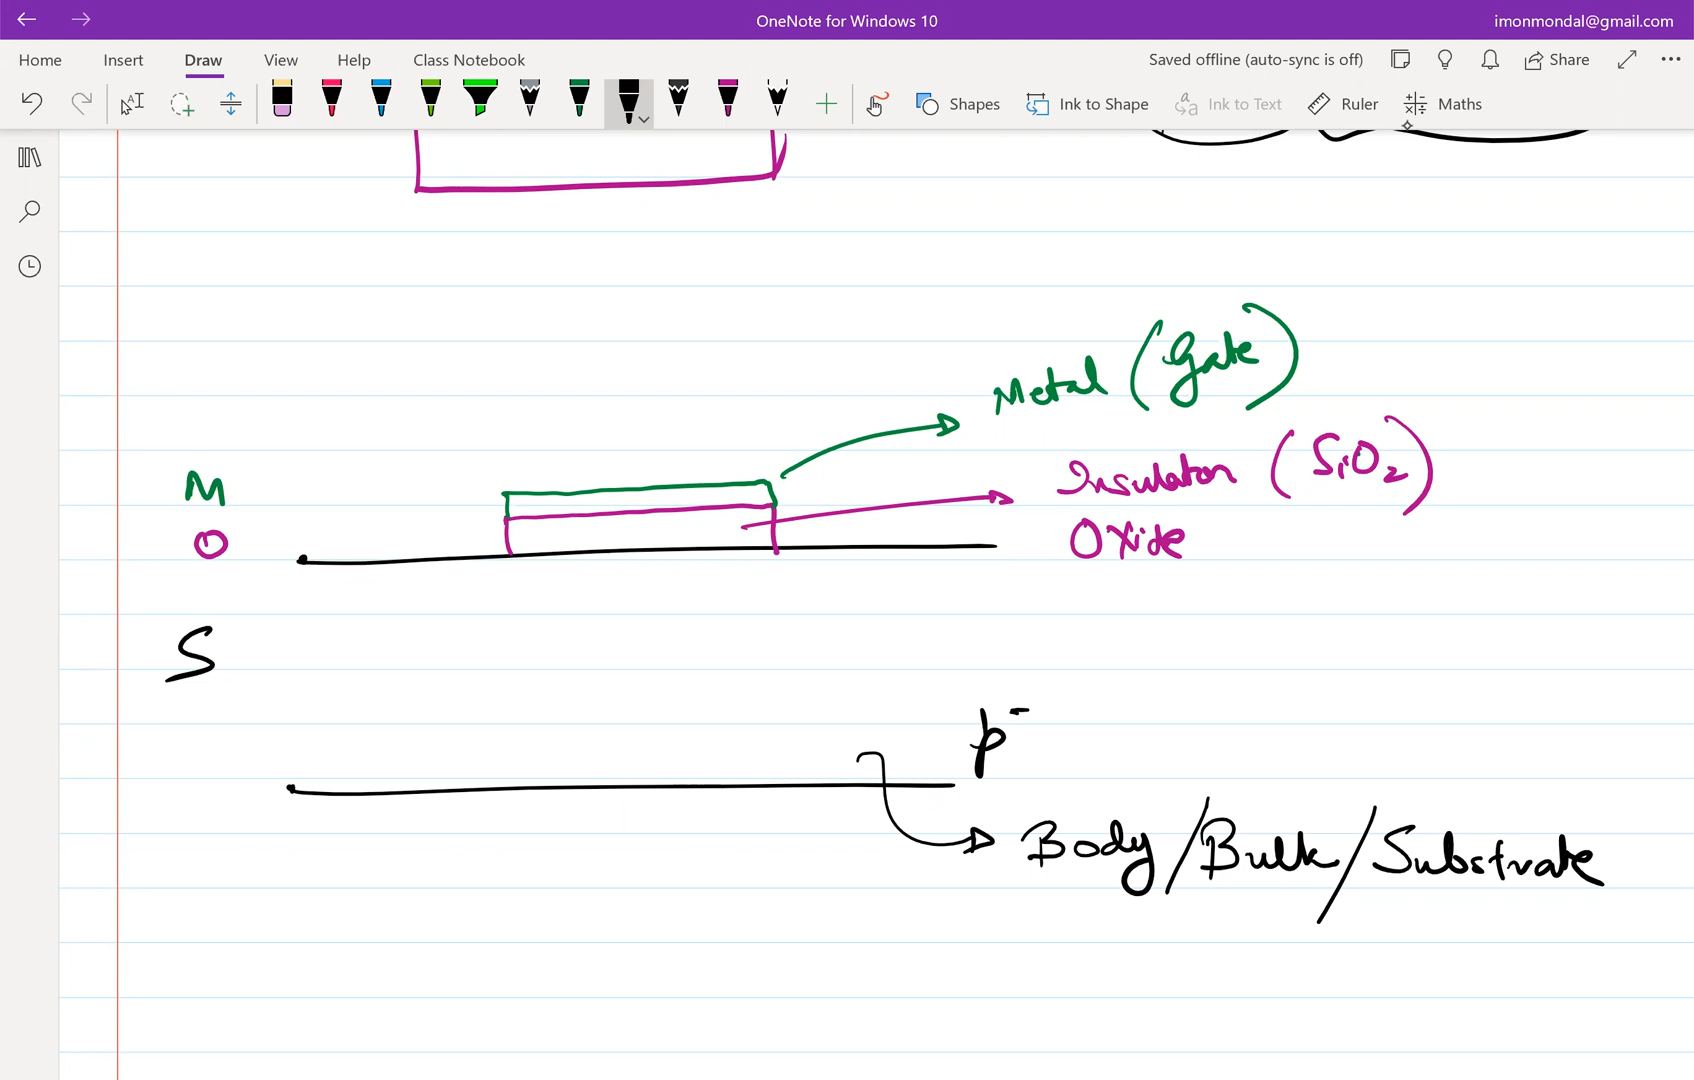 OneNote for Windows 10
imonmondal@gmail.com
Home Insert Draw View Help Class Notebook
Saved offline (auto-sync is off) Share
Shapes Ink to Shape Ink to Text Ruler Maths
Metal (Gate)
M
Insulator (SiO₂)
O
Oxide
S
p⁻
Body/Bulk/Substrate